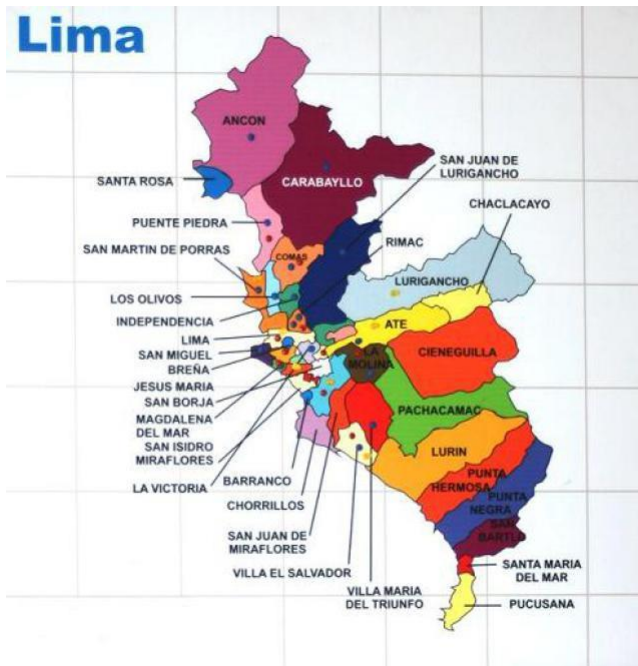 Lima
ANCON
SANTA ROSA
CARABAYLLO
SAN JUAN DE
LURIGANCHO
CHACLACAYO
PUENTE PIEDRA
RIMAC
SAN MARTIN DE PORRAS
COMAS
LURIGANCHO
LOS OLIVOS
INDEPENDENCIA
ATE
LIMA
SAN MIGUEL
BREÑA
LA
MOLINA
CIENEGUILLA
JESUS MARIA
SAN BORJA
MAGDALENA
DEL MAR
PACHACAMAC
SAN ISIDRO
MIRAFLORES
LURIN
LA VICTORIA
BARRANCO
CHORRILLOS
PUNTA
HERMOSA
PUNTA
NEGRA
SAN
BARTLO
SAN JUAN DE
MIRAFLORES
VILLA EL SALVADOR
VILLA MARIA
DEL TRIUNFO
SANTA MARIA
DEL MAR
PUCUSANA